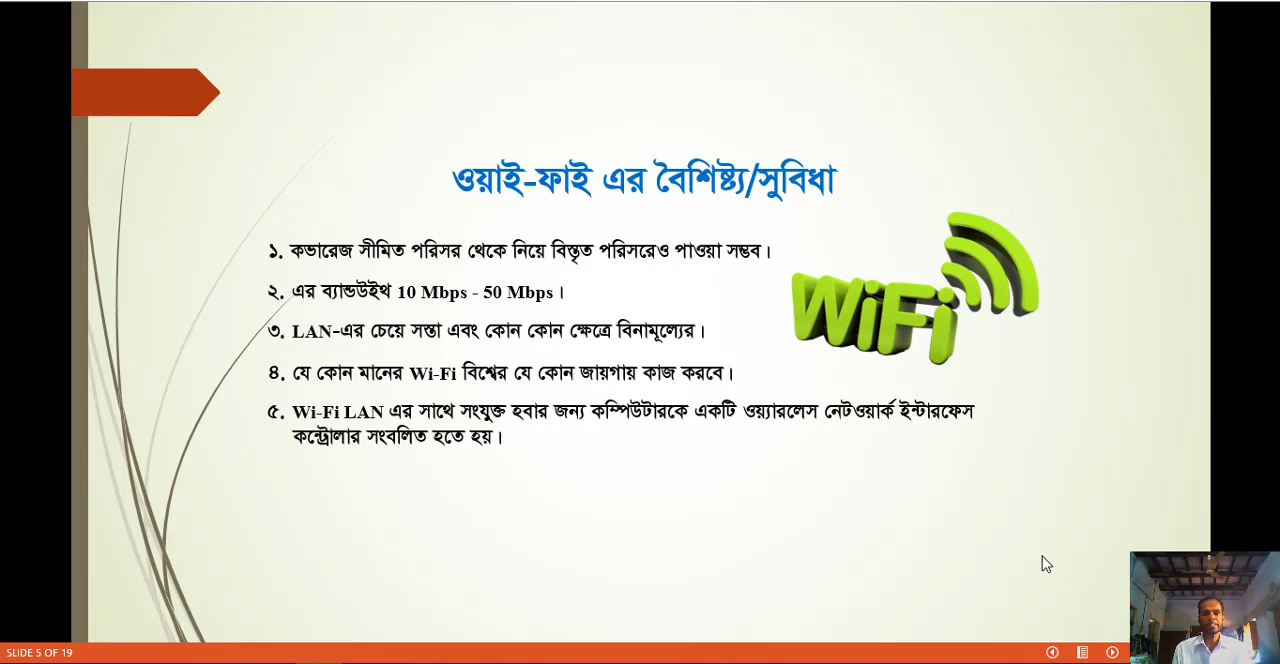 ওয়াই-ফাই এর বৈশিষ্ট্য/সুবিধা
১. কভারেজ সীমিত পরিসর থেকে নিয়ে বিস্তৃত পরিসরেও পাওয়া সম্ভব।
২. এর ব্যান্ডউইথ 10 Mbps - 50 Mbps।
৩. LAN-এর চেয়ে সস্তা এবং কোন কোন ক্ষেত্রে বিনামূল্যের।
৪. যে কোন মানের Wi-Fi বিশ্বের যে কোন জায়গায় কাজ করবে।
৫. Wi-Fi LAN এর সাথে সংযুক্ত হবার জন্য কম্পিউটারকে একটি ওয়্যারলেস নেটওয়ার্ক ইন্টারফেস
কন্ট্রোলার সংবলিত হতে হয়।
WiFi
SLIDE 5 OF 19